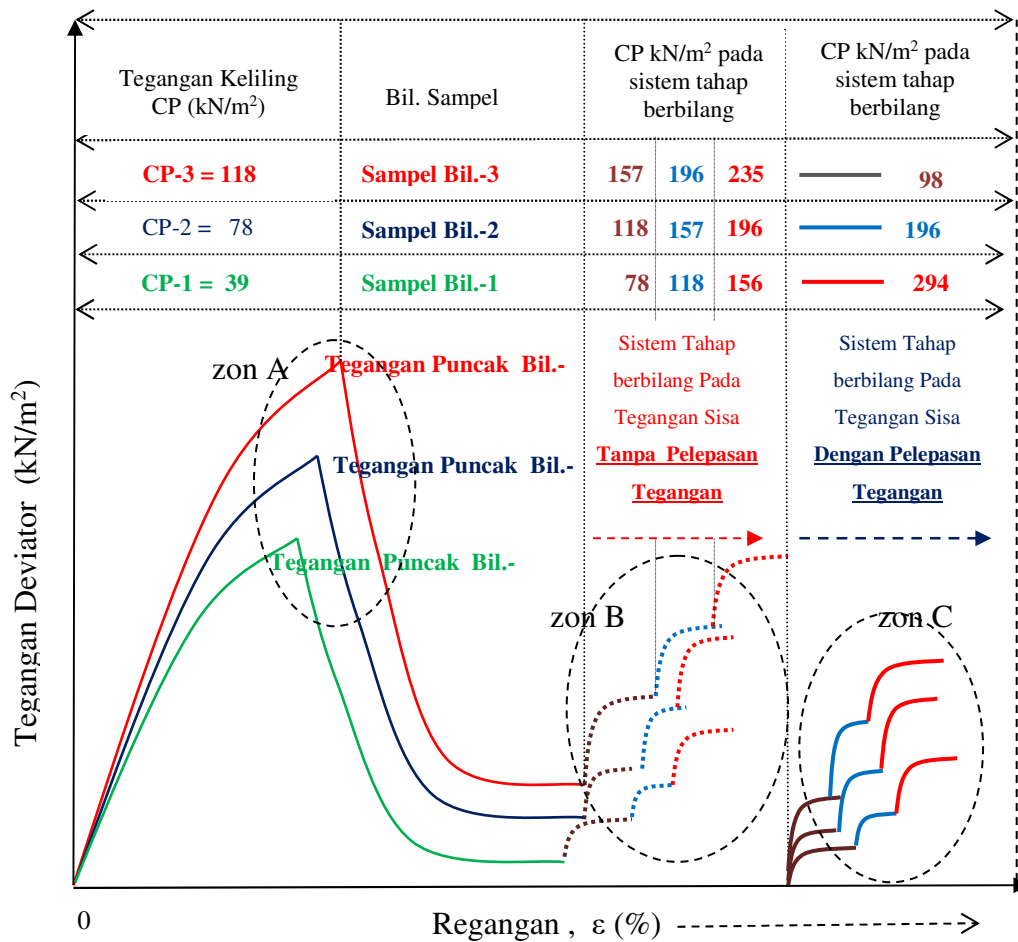 Tegangan Keliling
CP (kN/m²)
Bil. Sampel
CP kN/m² pada
sistem tahap
berbilang
CP kN/m² pada
sistem tahap
berbilang
CP-3 = 118
Sampel Bil.-3
157 196 235
98
CP-2 = 78
Sampel Bil.-2
118 157 196
196
CP-1 = 39
Sampel Bil.-1
78 118 156
294
zon A
Tegangan Puncak Bil.-
Tegangan Puncak Bil.-
Tegangan Puncak Bil.-
Sistem Tahap
berbilang Pada
Tegangan Sisa
Tanpa Pelepasan
Tegangan
Sistem Tahap
berbilang Pada
Tegangan Sisa
Dengan Pelepasan
Tegangan
zon B
zon C
Tegangan Deviator (kN/m²)
0
Regangan , ε (%)